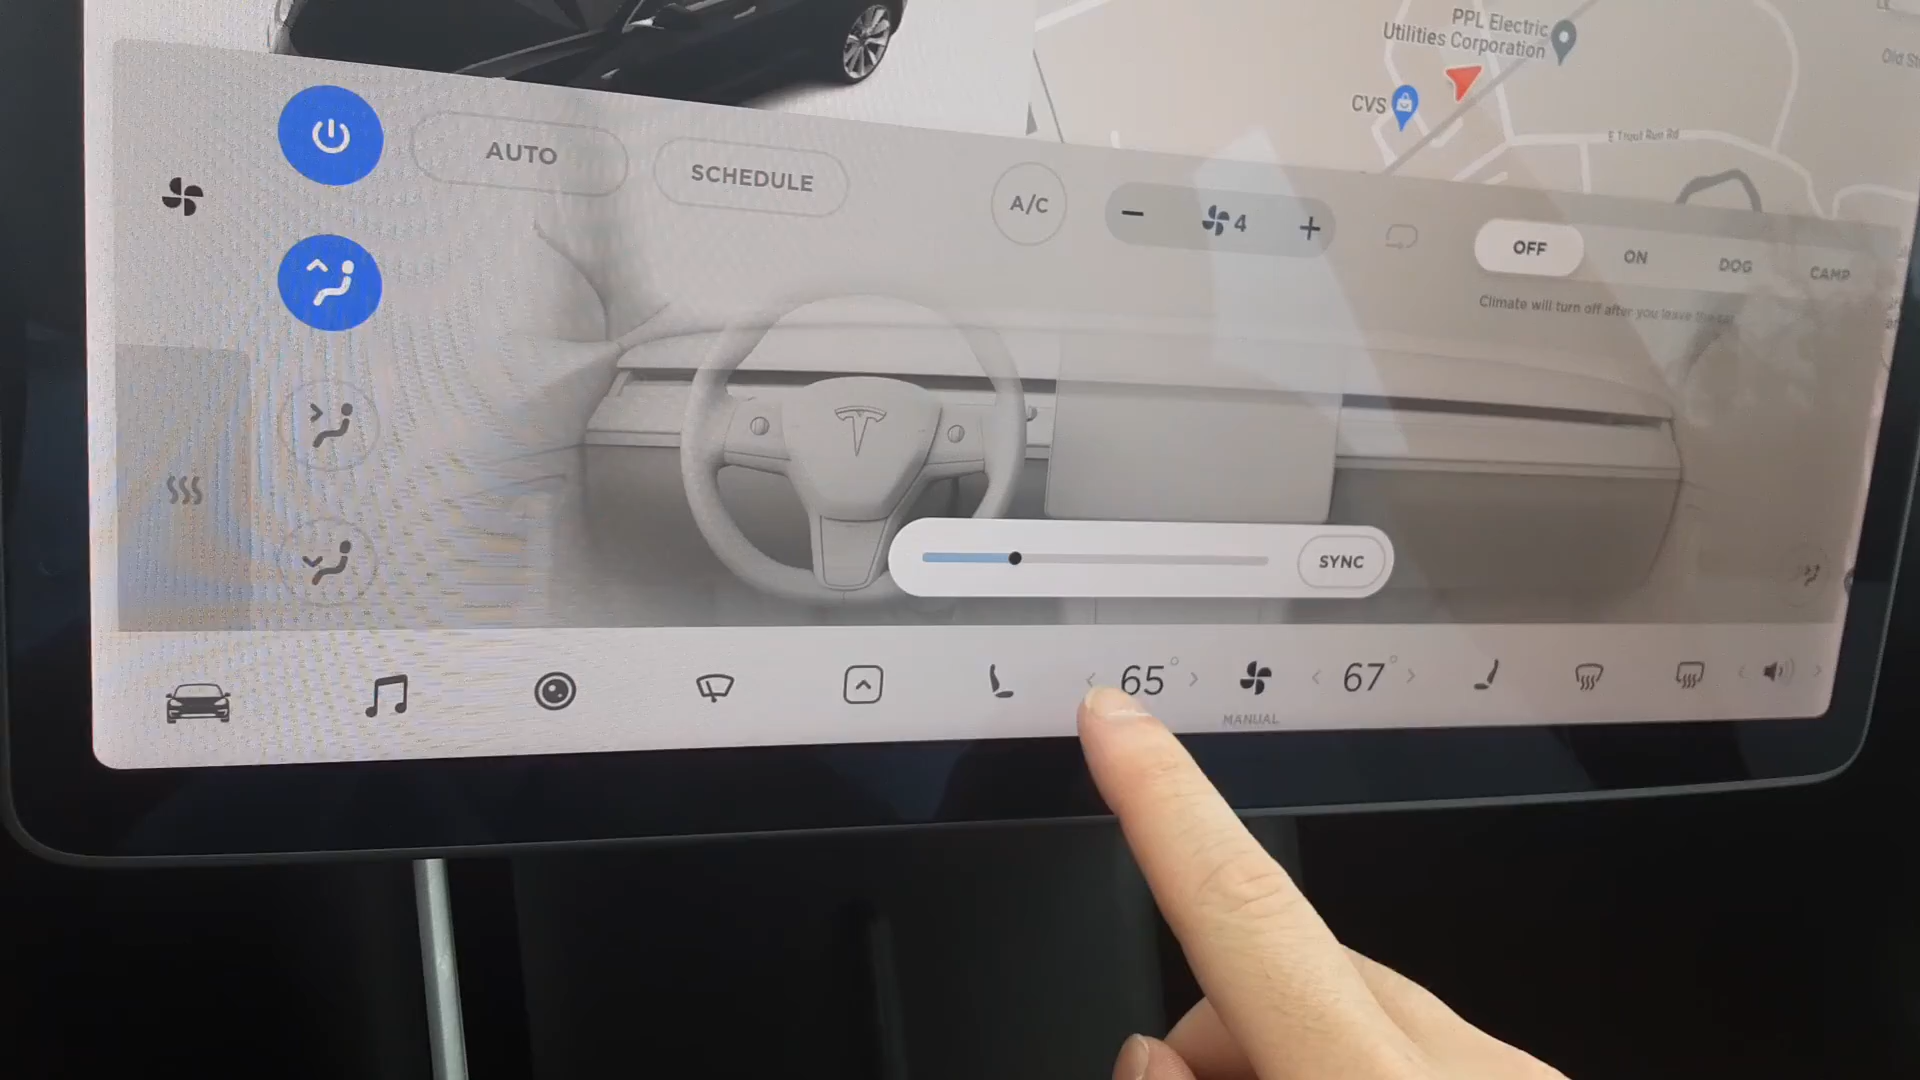 PPL Electric
Utilities Corporation
CVS
E Trout Run Rd
AUTO
SCHEDULE
A/C
4
OFF
ON
DOG
CAMP
Climate will turn off after you leave the car
SYNC
65°
67°
MANUAL